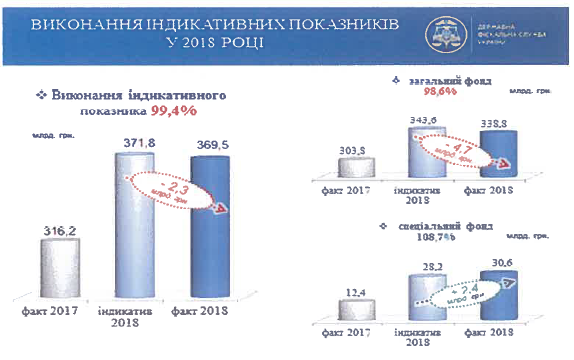 ВИКОНАННЯ ІНДИКАТИВНИХ ПОКАЗНИКІВ
У 2018 РОЦІ
ДЕРЖАВНА
ФІСКАЛЬНА СЛУЖБА
УКРАЇНИ
Виконання індикативного
показника 99,4%
млрд. грн.
316,2
371,8
369,5
- 2,3
млрд грн
факт 2017
індикатив
2018
факт 2018
загальний фонд
98,6%
млрд. грн.
303,8
343,6
338,8
- 4,7
млрд грн
факт 2017
індикатив
2018
факт 2018
спеціальний фонд
108,7%
млрд. грн.
12,4
28,2
30,6
+ 2,4
млрд грн
факт 2017
індикатив
2018
факт 2018